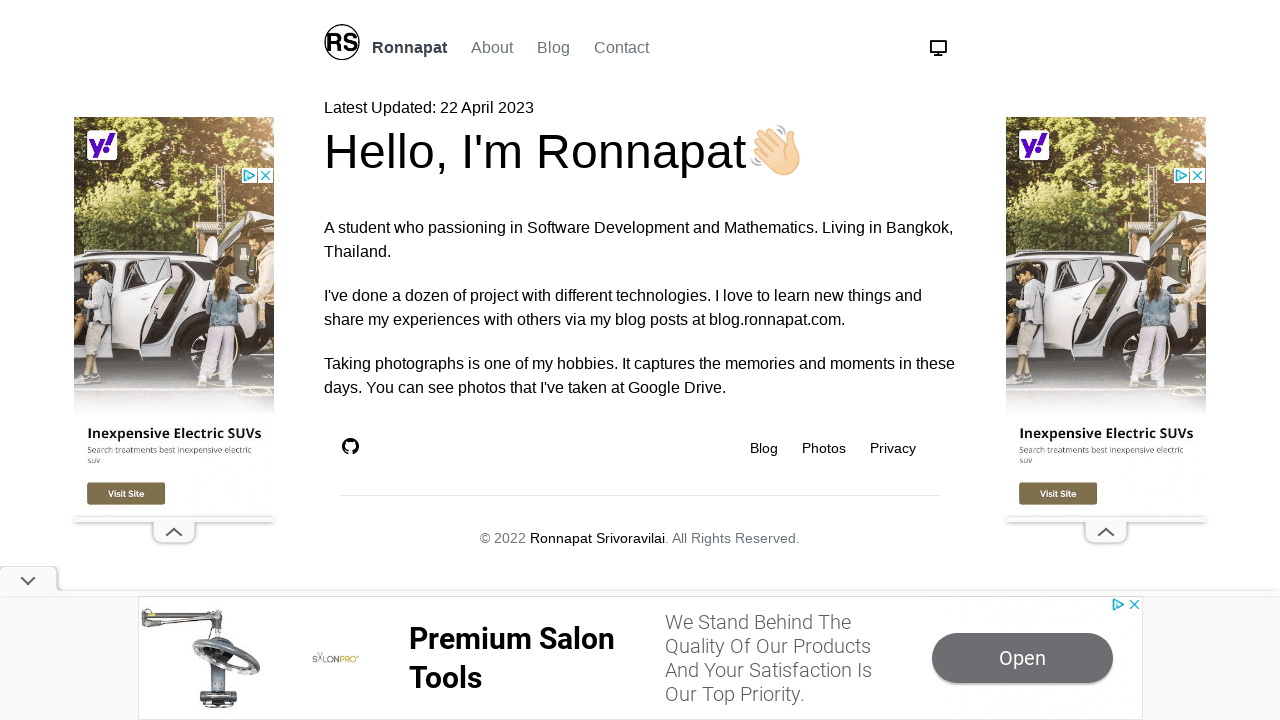 RS
Ronnapat About Blog Contact
Latest Updated: 22 April 2023
Hello, I'm Ronnapat👋🏼
A student who passioning in Software Development and Mathematics. Living in Bangkok,
Thailand.
I've done a dozen of project with different technologies. I love to learn new things and
share my experiences with others via my blog posts at blog.ronnapat.com.
Taking photographs is one of my hobbies. It captures the memories and moments in these
days. You can see photos that I've taken at Google Drive.
Blog Photos Privacy
© 2022 Ronnapat Srivoravilai. All Rights Reserved.
y!
Inexpensive Electric SUVs
Search treatments best inexpensive electric
suv
Visit Site
y!
Inexpensive Electric SUVs
Search treatments best inexpensive electric
suv
Visit Site
SALONPRO
Premium Salon
Tools
We Stand Behind The
Quality Of Our Products
And Your Satisfaction Is
Our Top Priority.
Open